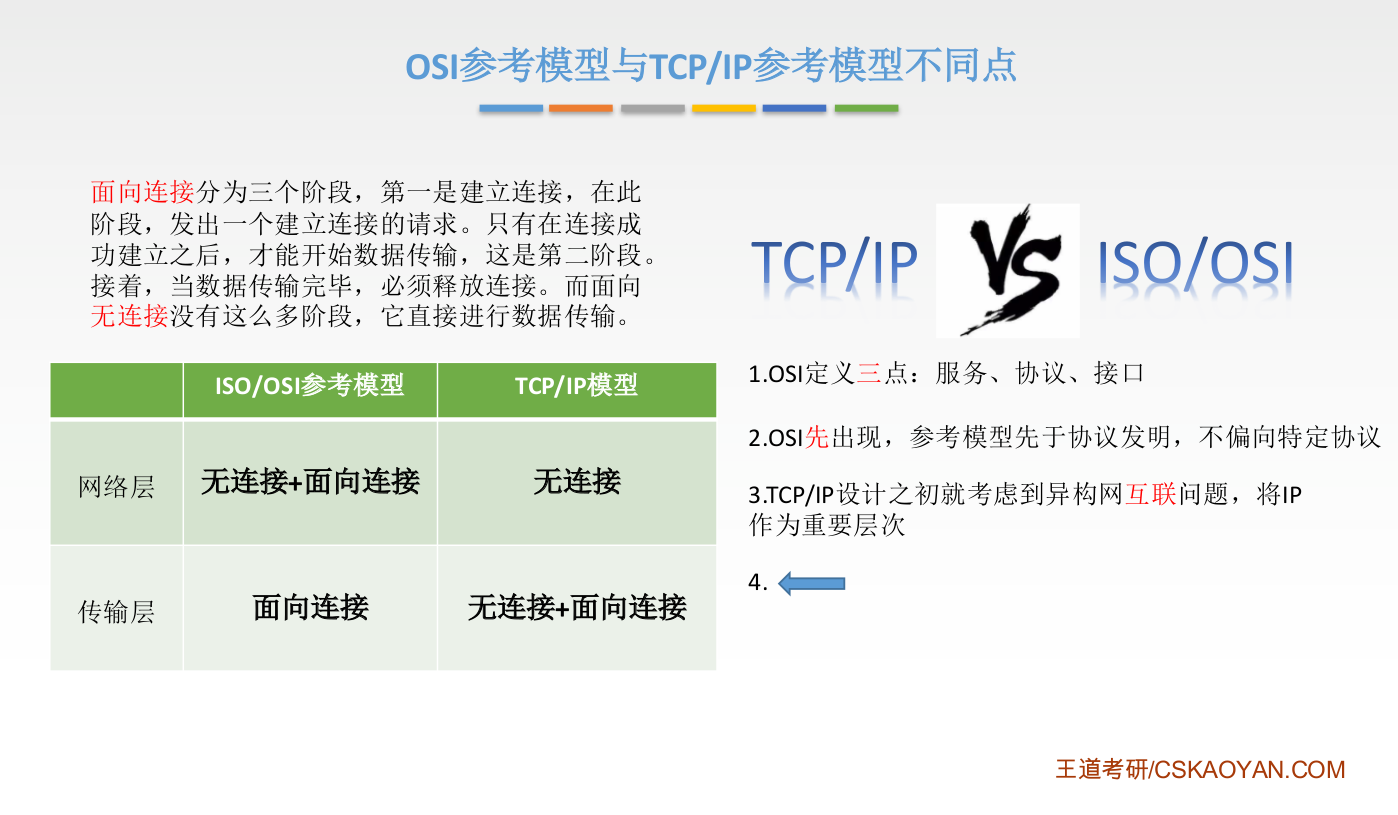 OSI参考模型与TCP/IP参考模型不同点
面向连接分为三个阶段，第一是建立连接，在此
阶段，发出一个建立连接的请求。只有在连接成
功建立之后，才能开始数据传输，这是第二阶段。
接着，当数据传输完毕，必须释放连接。而面向
无连接没有这么多阶段，它直接进行数据传输。
TCP/IP VS ISO/OSI
ISO/OSI参考模型 TCP/IP模型
网络层 无连接+面向连接 无连接
传输层 面向连接 无连接+面向连接
1.OSI定义三点：服务、协议、接口
2.OSI先出现，参考模型先于协议发明，不偏向特定协议
3.TCP/IP设计之初就考虑到异构网互联问题，将IP
作为重要层次
4.
王道考研/CSKAOYAN.COM